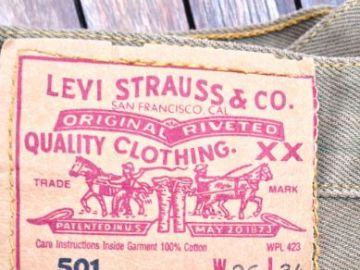 LEVI STRAUSS & CO.
SAN FRANCISCO, CAL
ORIGINAL RIVETED
QUALITY CLOTHING. XX
TRADE MARK
PATENTED IN U.S. MAY 20 1873
Care Instructions Inside Garment 100% Cotton WPL 423
501 W L